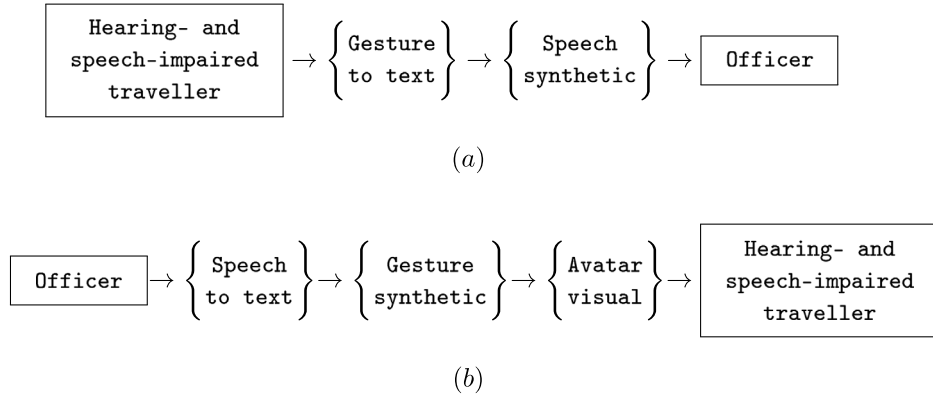 Hearing- and
speech-impaired
traveller
→
Gesture
to text
→
Speech
synthetic
→
Officer
(a)
Officer
→
Speech
to text
→
Gesture
synthetic
→
Avatar
visual
→
Hearing- and
speech-impaired
traveller
(b)